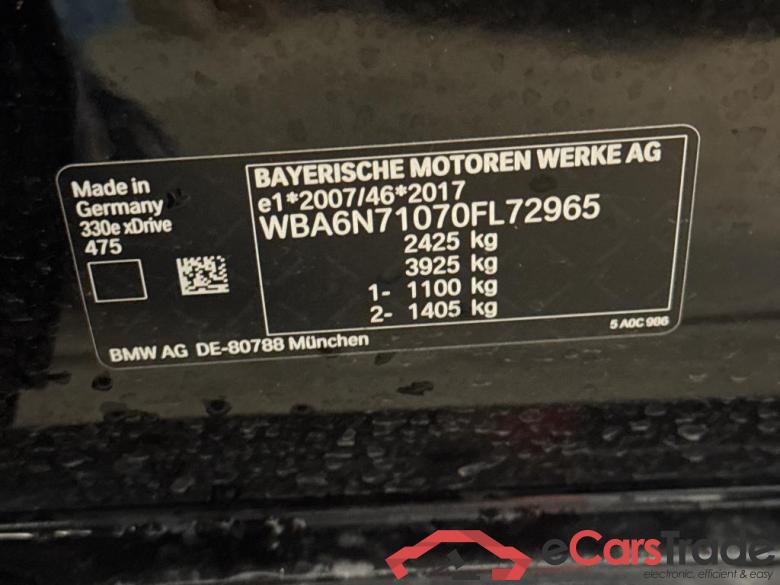 Made in
Germany
330e xDrive
475
BAYERISCHE MOTOREN WERKE AG
e1*2007/46*2017
WBA6N71070FL72965
2425 kg
3925 kg
1- 1100 kg
2- 1405 kg
5 A0C 986
BMW AG DE-80788 München
eCarsTrade
electronic, efficient & easy